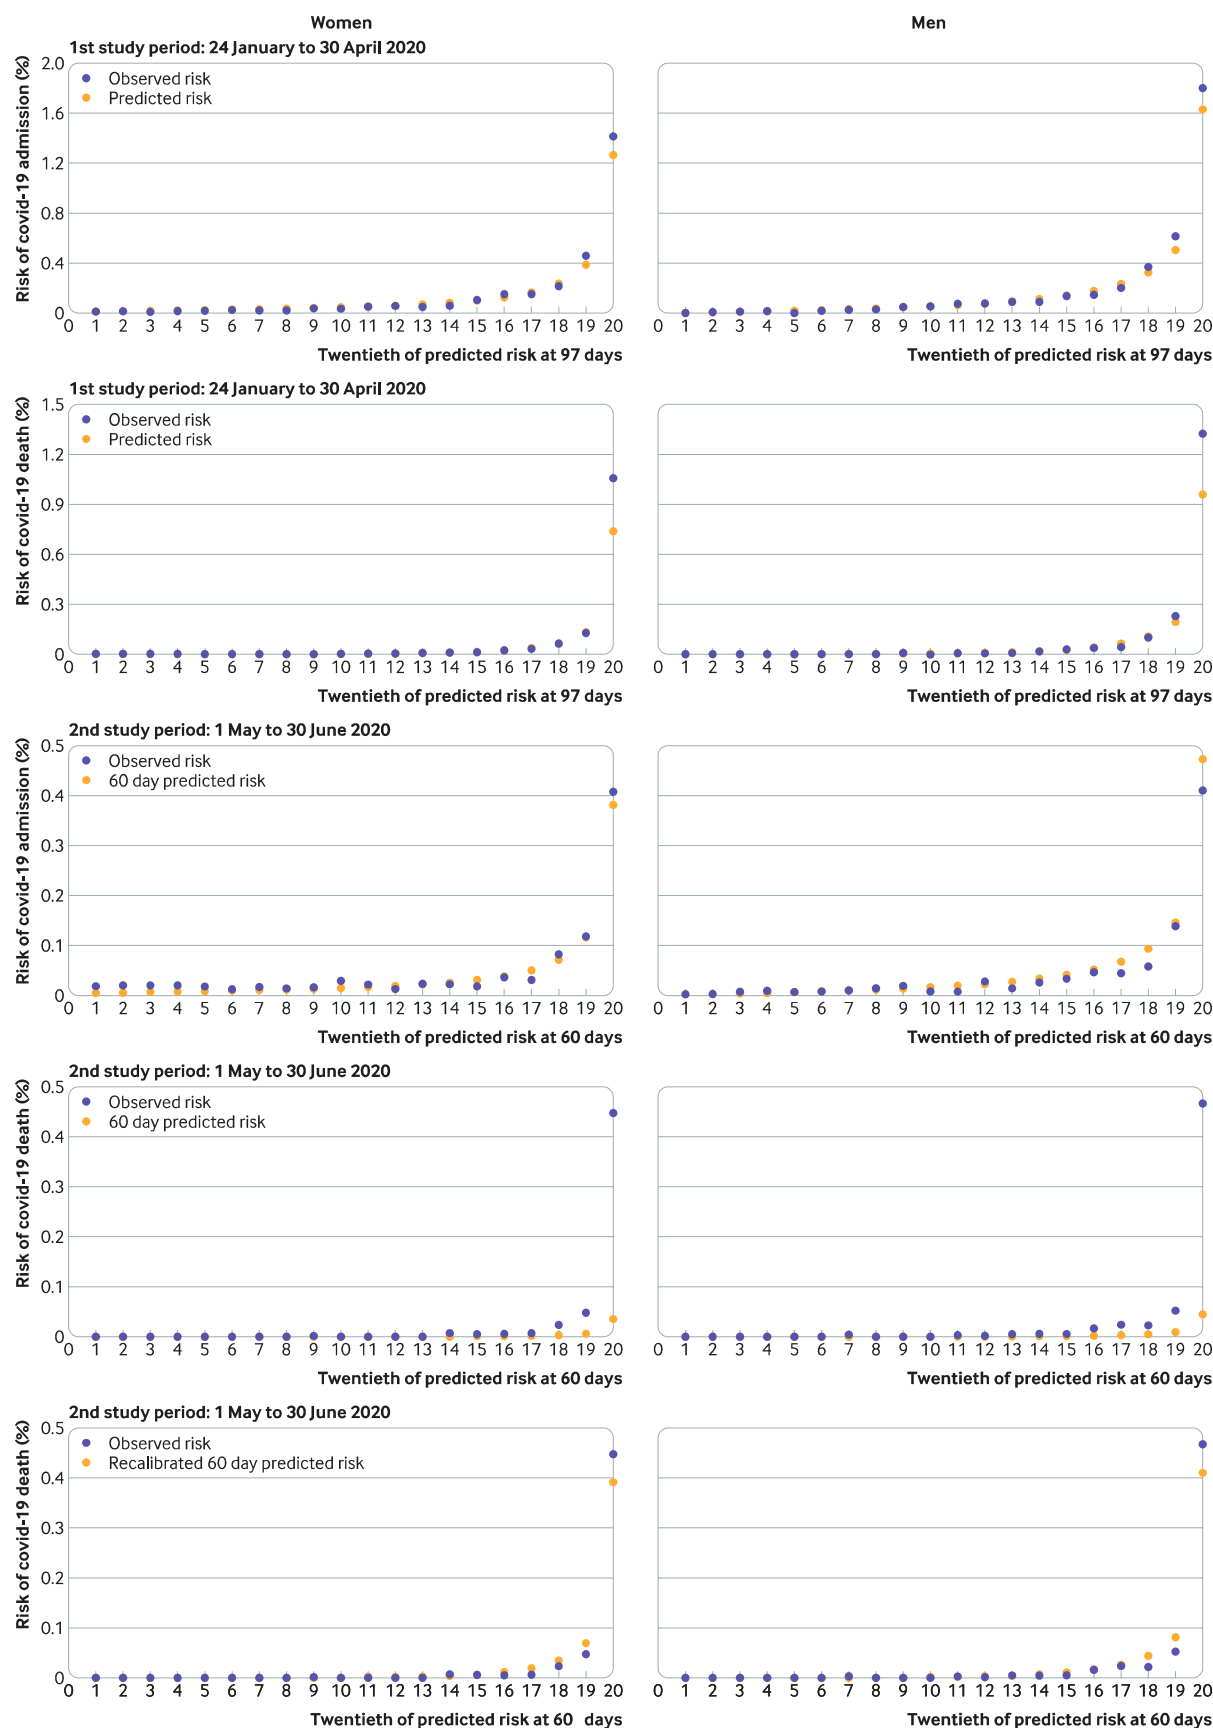 Women Men
1st study period: 24 January to 30 April 2020
Risk of covid-19 admission (%)
2.0
1.6
1.2
0.8
0.4
0
Observed risk
Predicted risk
0 1 2 3 4 5 6 7 8 9 10 11 12 13 14 15 16 17 18 19 20
0 1 2 3 4 5 6 7 8 9 10 11 12 13 14 15 16 17 18 19 20
Twentieth of predicted risk at 97 days
Twentieth of predicted risk at 97 days
1st study period: 24 January to 30 April 2020
Risk of covid-19 death (%)
1.5
1.2
0.9
0.6
0.3
0
Observed risk
Predicted risk
0 1 2 3 4 5 6 7 8 9 10 11 12 13 14 15 16 17 18 19 20
0 1 2 3 4 5 6 7 8 9 10 11 12 13 14 15 16 17 18 19 20
Twentieth of predicted risk at 97 days
Twentieth of predicted risk at 97 days
2nd study period: 1 May to 30 June 2020
Risk of covid-19 admission (%)
0.5
0.4
0.3
0.2
0.1
0
Observed risk
60 day predicted risk
0 1 2 3 4 5 6 7 8 9 10 11 12 13 14 15 16 17 18 19 20
0 1 2 3 4 5 6 7 8 9 10 11 12 13 14 15 16 17 18 19 20
Twentieth of predicted risk at 60 days
Twentieth of predicted risk at 60 days
2nd study period: 1 May to 30 June 2020
Risk of covid-19 death (%)
0.5
0.4
0.3
0.2
0.1
0
Observed risk
60 day predicted risk
0 1 2 3 4 5 6 7 8 9 10 11 12 13 14 15 16 17 18 19 20
0 1 2 3 4 5 6 7 8 9 10 11 12 13 14 15 16 17 18 19 20
Twentieth of predicted risk at 60 days
Twentieth of predicted risk at 60 days
2nd study period: 1 May to 30 June 2020
Risk of covid-19 death (%)
0.5
0.4
0.3
0.2
0.1
0
Observed risk
Recalibrated 60 day predicted risk
0 1 2 3 4 5 6 7 8 9 10 11 12 13 14 15 16 17 18 19 20
0 1 2 3 4 5 6 7 8 9 10 11 12 13 14 15 16 17 18 19 20
Twentieth of predicted risk at 60 days
Twentieth of predicted risk at 60 days